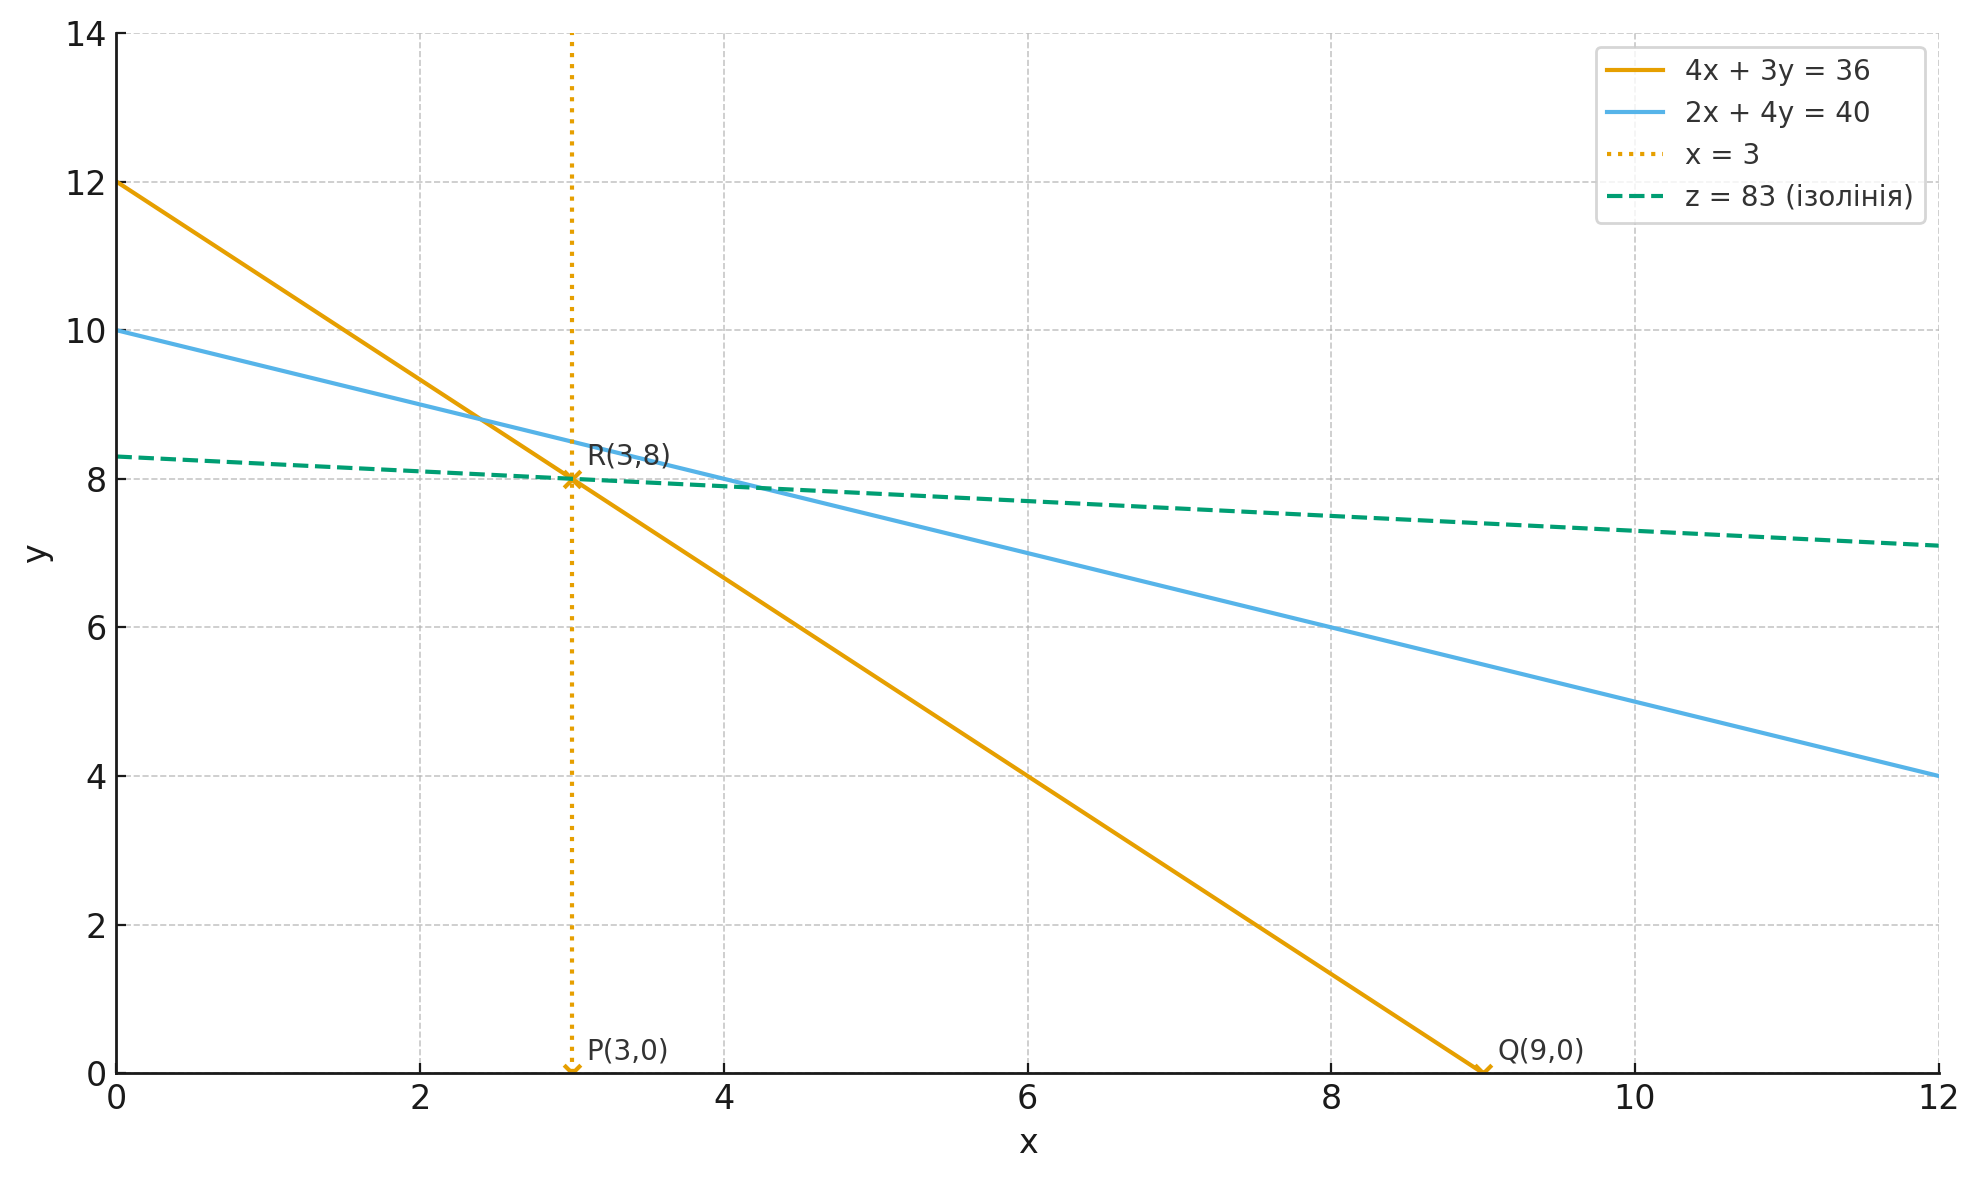 14
12
10
8
6
4
2
0
y
4x + 3y = 36
2x + 4y = 40
x = 3
z = 83 (ізолінія)
R(3,8)
P(3,0)
Q(9,0)
0 2 4 6 8 10 12
x